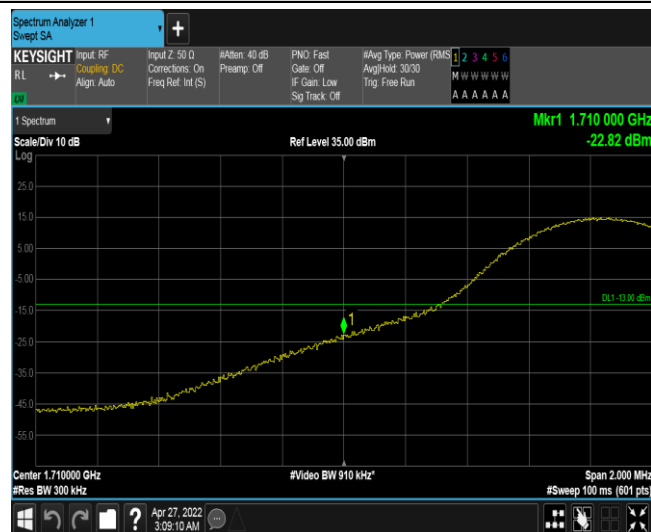 Spectrum Analyzer 1
Swept SA
+
KEYSIGHT Input: RF Input Z: 50 Ω #Atten: 40 dB PNO: Fast #Avg Type: Power (RMS 1 2 3 4 5 6
RL Coupling: DC Corrections: On Preamp: Off Gate: Off Avg|Hold: 30/30 M W W W W W
Align: Auto Freq Ref: Int (S) IF Gain: Low Trig: Free Run
Sig Track: Off A A A A A A
1 Spectrum Mkr1 1.710 000 GHz
Scale/Div 10 dB Ref Level 35.00 dBm -22.82 dBm
Log
25.0
15.0
5.00
-5.00
DL1 -13.00 dBm
-15.0
1
-25.0
-35.0
-45.0
-55.0
Center 1.710000 GHz #Video BW 910 kHz* Span 2.000 MHz
#Res BW 300 kHz #Sweep 100 ms (601 pts)
? Apr 27, 2022
3:09:10 AM